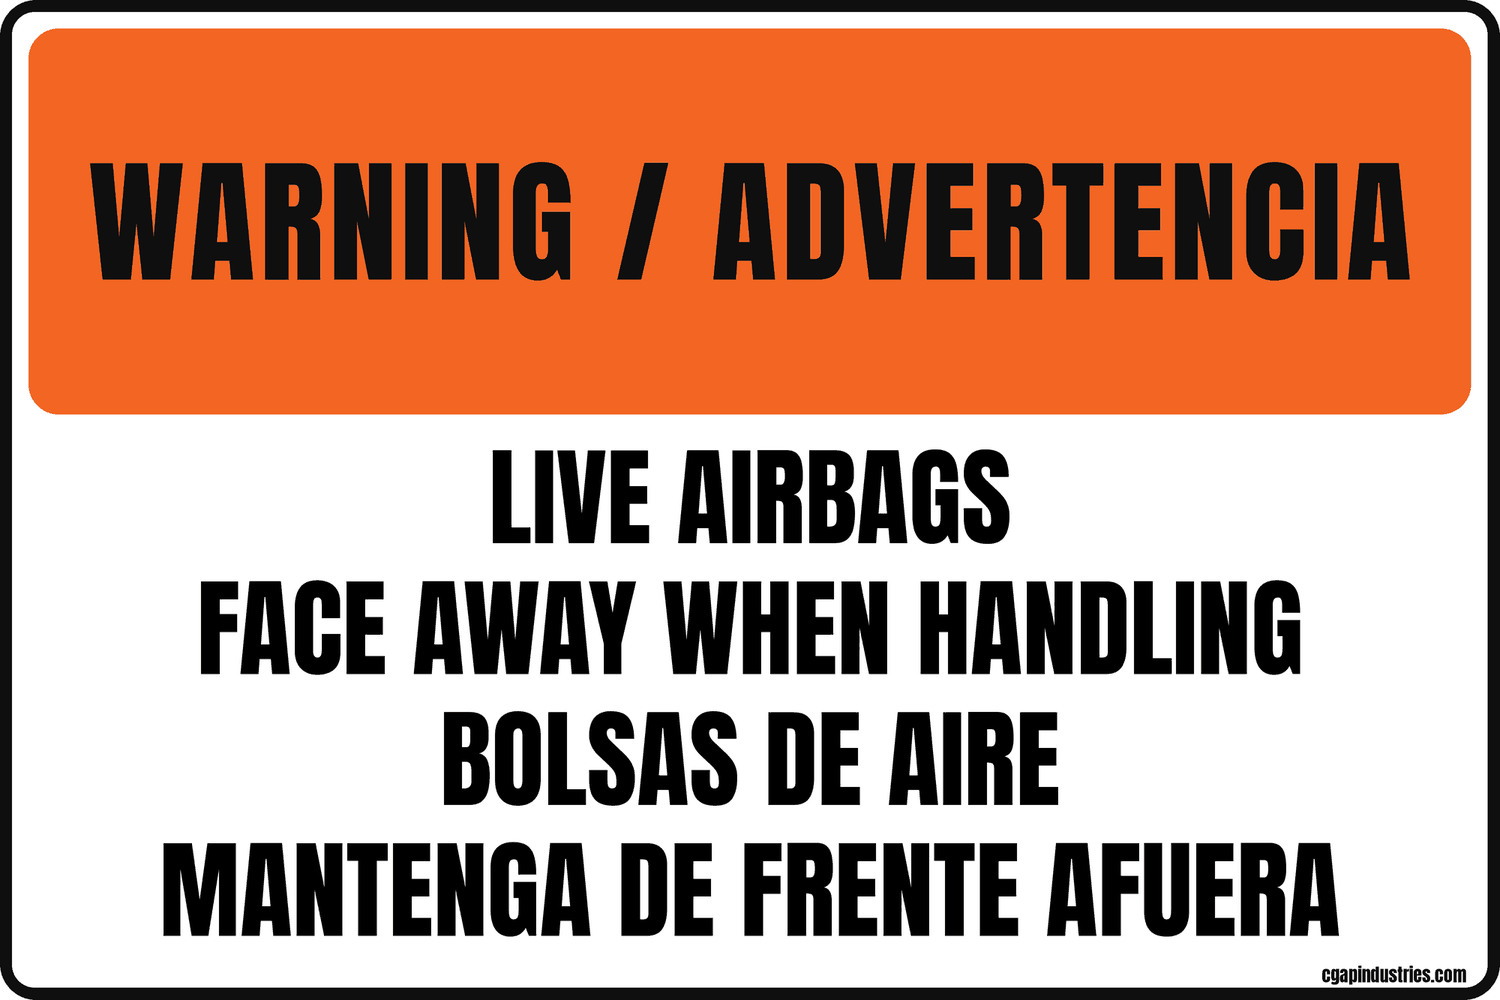 WARNING / ADVERTENCIA
LIVE AIRBAGS
FACE AWAY WHEN HANDLING
BOLSAS DE AIRE
MANTENGA DE FRENTE AFUERA
cgapindustries.com